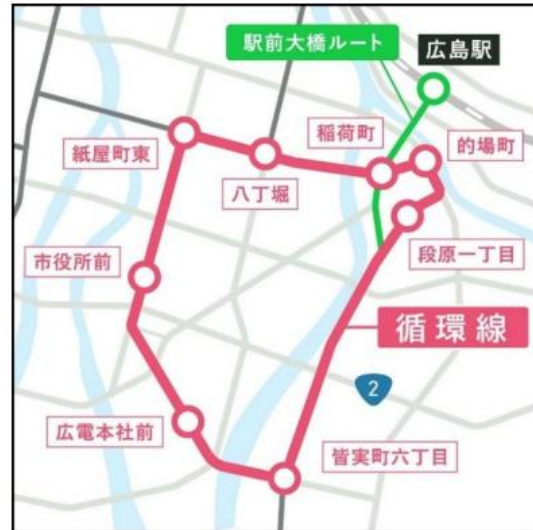 駅前大橋ルート
広島駅
稲荷町
的場町
紙屋町東
八丁堀
段原一丁目
市役所前
循環線
2
広電本社前
皆実町六丁目